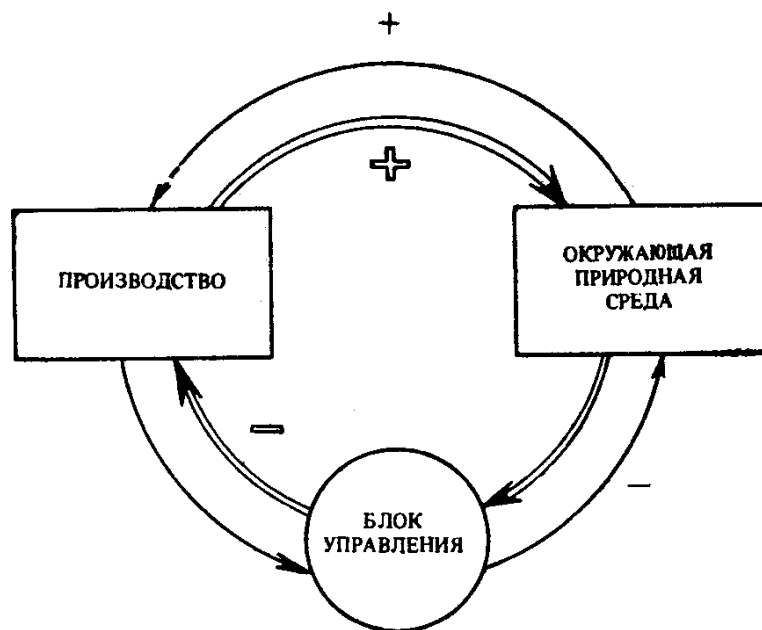 +
+
ПРОИЗВОДСТВО
ОКРУЖАЮЩАЯ
ПРИРОДНАЯ
СРЕДА
−
−
БЛОК
УПРАВЛЕНИЯ